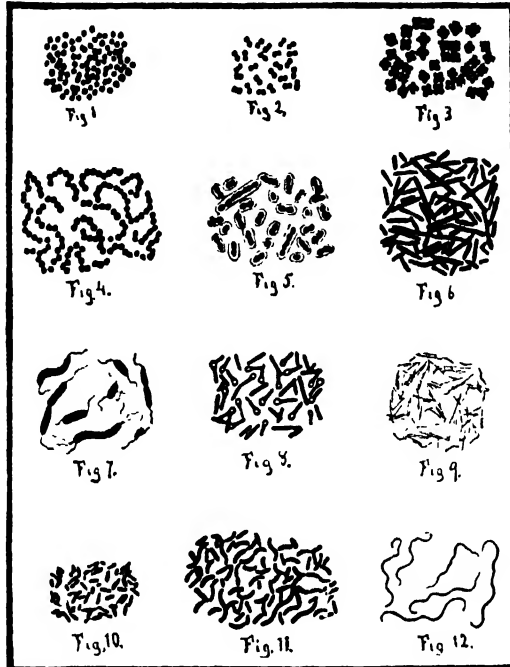 Fig 1
Fig 2,
Fig 3
Fig.4.
Fig 5.
Fig 6
Fig 7.
Fig 8.
Fig 9.
Fig,10.
Fig.11.
Fig 12.